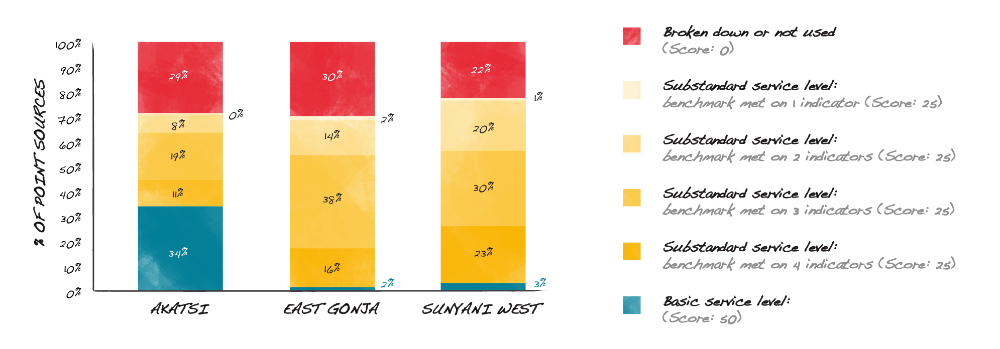 % OF POINT SOURCES
100%
90%
80%
70%
60%
50%
40%
30%
20%
10%
0%
29%
0%
8%
19%
11%
34%
30%
2%
14%
38%
16%
2%
22%
1%
20%
30%
23%
3%
AKATSI
EAST GONJA
SUNYANI WEST
Broken down or not used
(Score: 0)
Substandard service level:
benchmark met on 1 indicator (Score: 25)
Substandard service level:
benchmark met on 2 indicators (Score: 25)
Substandard service level:
benchmark met on 3 indicators (Score: 25)
Substandard service level:
benchmark met on 4 indicators (Score: 25)
Basic service level:
(Score: 50)